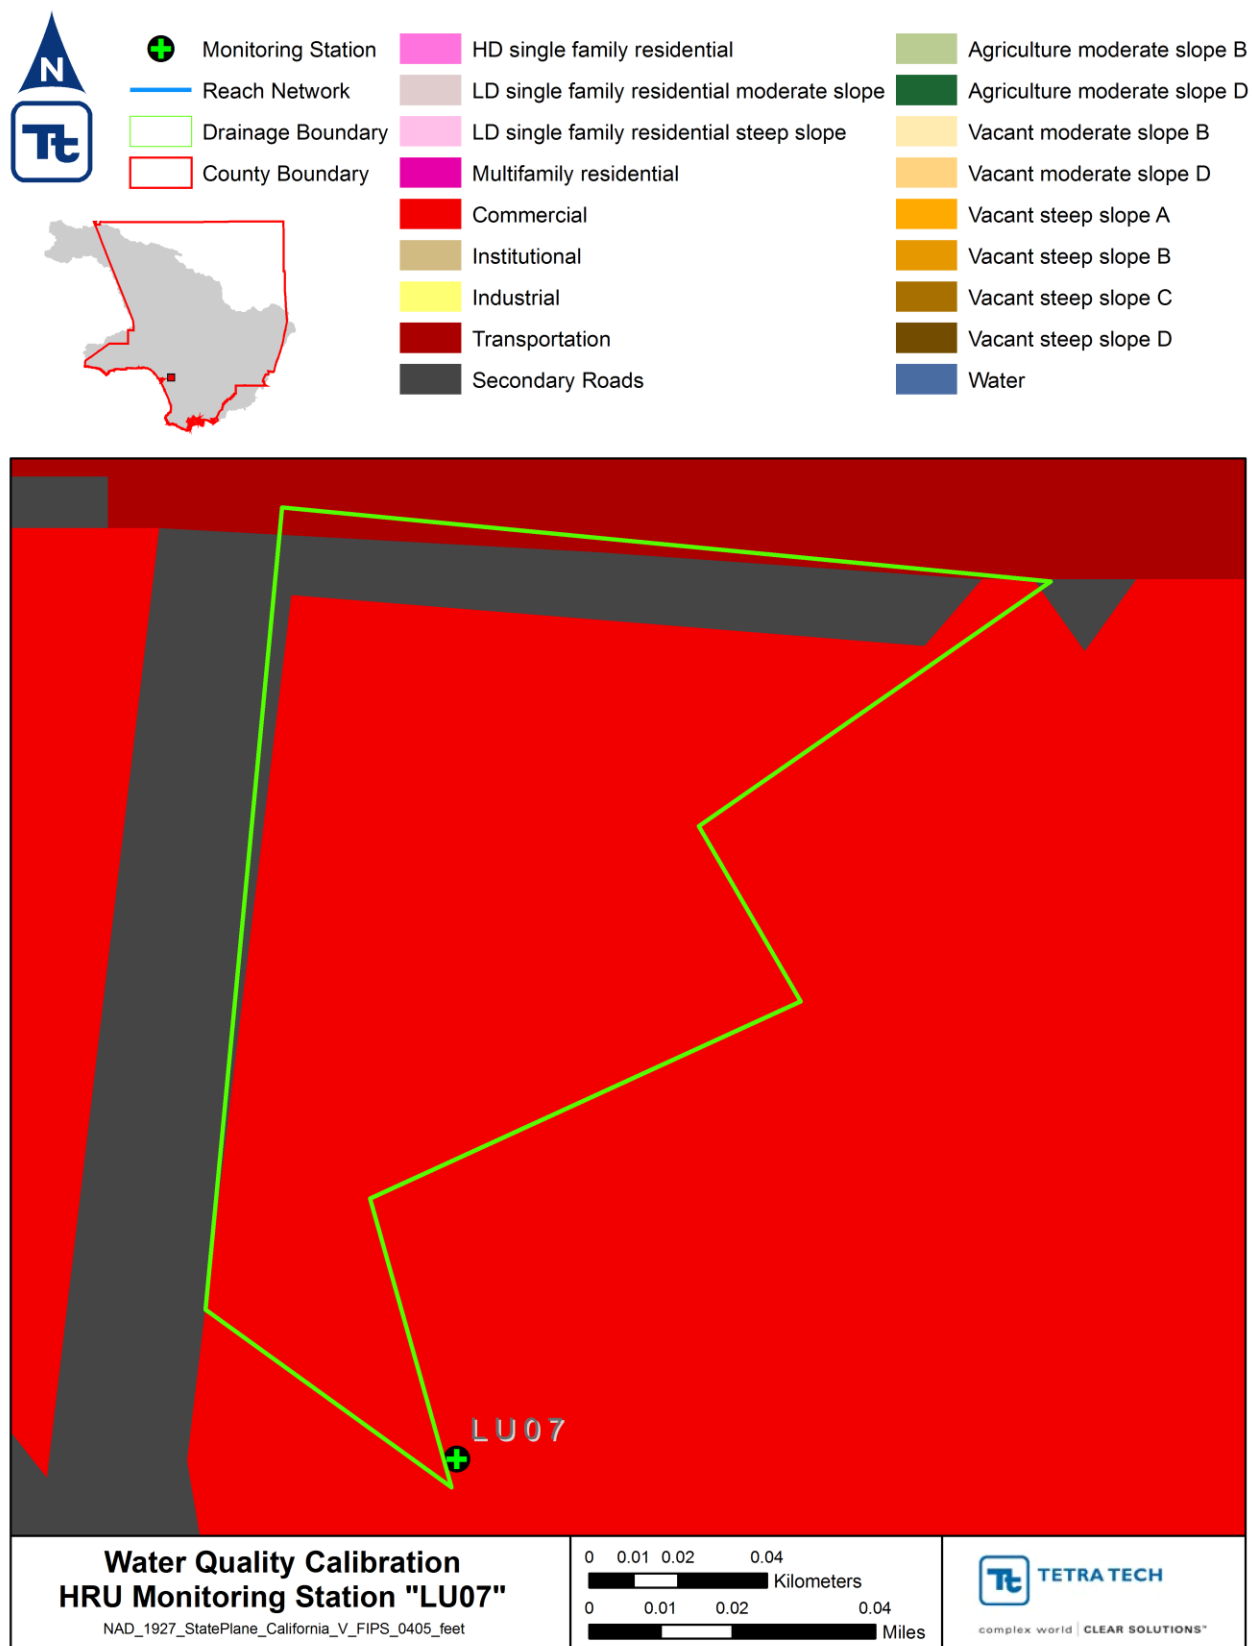 N
Tt
Monitoring Station
Reach Network
Drainage Boundary
County Boundary
HD single family residential
LD single family residential moderate slope
LD single family residential steep slope
Multifamily residential
Commercial
Institutional
Industrial
Transportation
Secondary Roads
Agriculture moderate slope B
Agriculture moderate slope D
Vacant moderate slope B
Vacant moderate slope D
Vacant steep slope A
Vacant steep slope B
Vacant steep slope C
Vacant steep slope D
Water
LU07
Water Quality Calibration
HRU Monitoring Station "LU07"
NAD_1927_StatePlane_California_V_FIPS_0405_feet
0 0.01 0.02 0.04
Kilometers
0 0.01 0.02 0.04
Miles
Tt TETRA TECH
complex world | CLEAR SOLUTIONS™